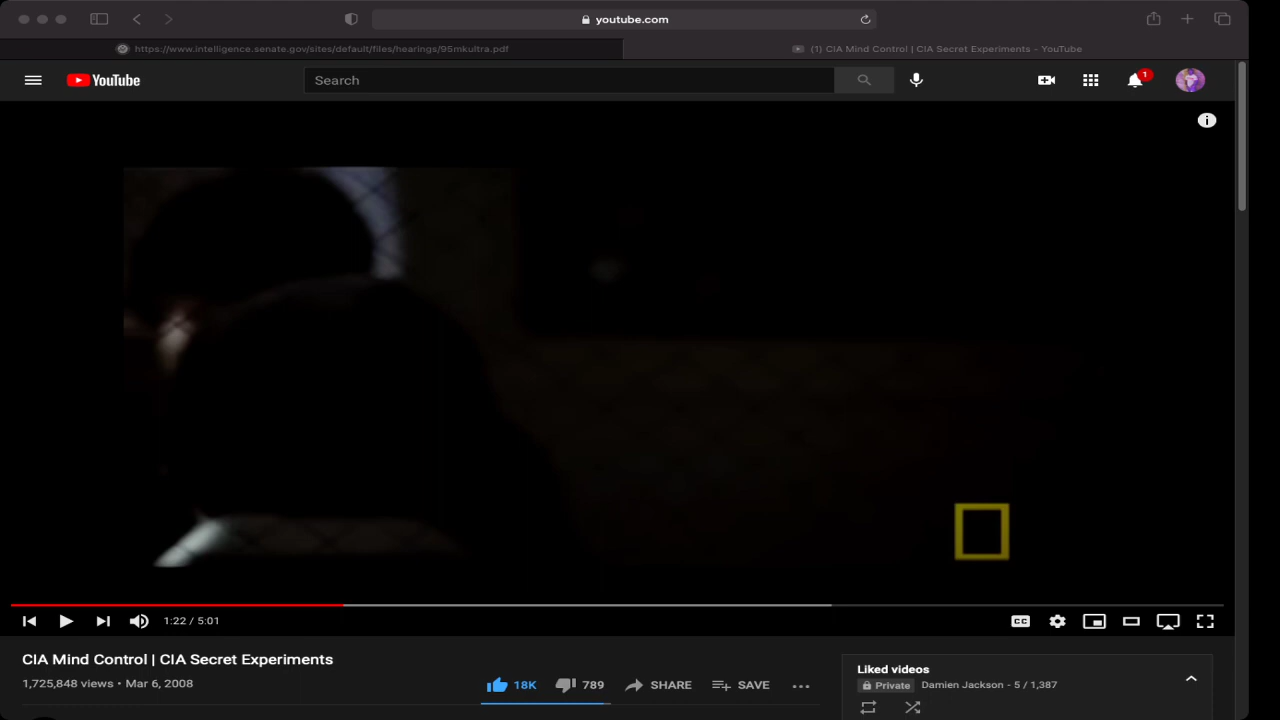 youtube.com
https://www.intelligence.senate.gov/sites/default/files/hearings/95mkultra.pdf
(1) CIA Mind Control | CIA Secret Experiments - YouTube
YouTube
Search
1
i
1:22 / 5:01
CC
CIA Mind Control | CIA Secret Experiments
1,725,848 views • Mar 6, 2008
18K
789
SHARE
SAVE
Liked videos
Private
Damien Jackson - 5 / 1,387